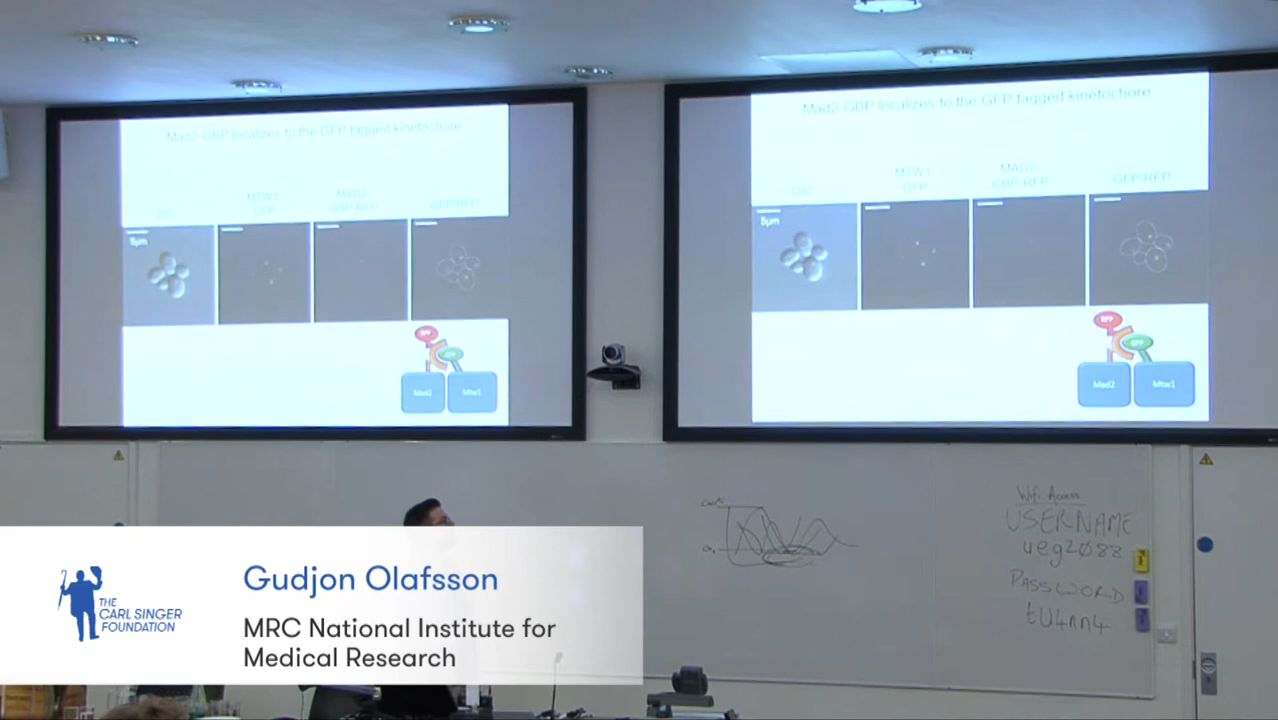 Mad2-GBP localizes to the GFP tagged kinetochore
DIC
MTW1-
GFP
MAD2-
GBP-RFP
GFP/RFP
5µm
RFP
GFP
Mad2
Mtw1
Mad2-GBP localizes to the GFP tagged kinetochore
DIC
MTW1-
GFP
MAD2-
GBP-RFP
GFP/RFP
5µm
RFP
GFP
Mad2
Mtw1
Wifi Access
USERNAME
ueg2088
PASSWORD
tU4nn4
THE
CARL SINGER
FOUNDATION
Gudjon Olafsson
MRC National Institute for
Medical Research